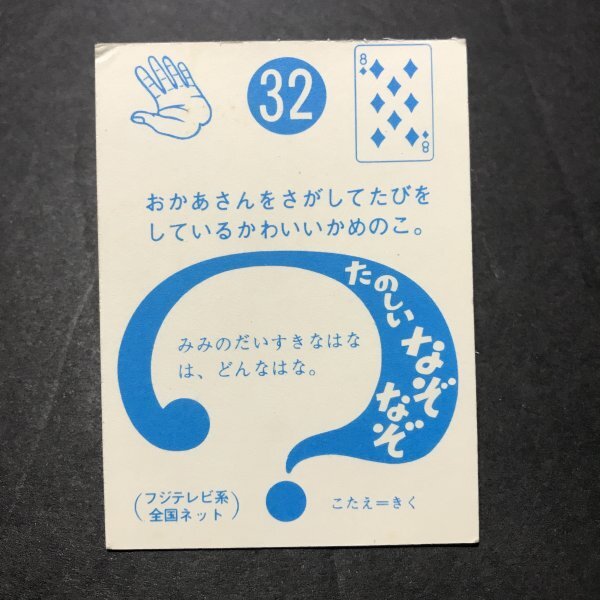 32
8
8
おかあさんをさがしてたびを
しているかわいいかめのこ。
たのしい なぞ
なぞ
みみのだいすきなはな
は、どんなはな。
(フジテレビ系
全国ネット)
こたえ＝きく